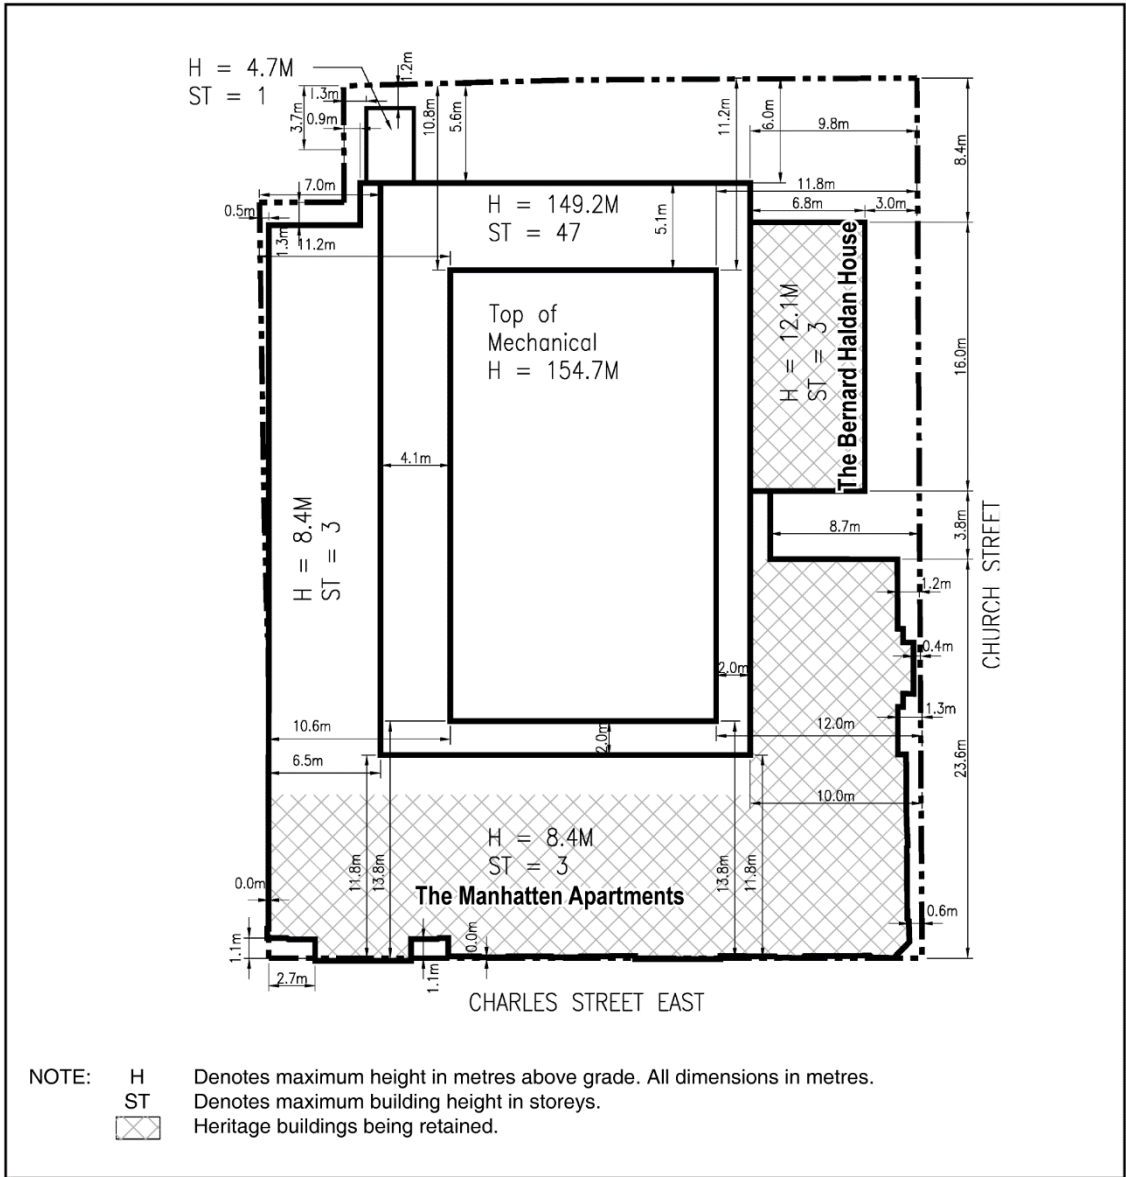 H = 4.7M
ST = 1
1.2m
1.3m
3.7m
0.9m
10.8m
5.6m
11.2m
6.0m
9.8m
8.4m
7.0m
11.8m
0.5m
1.3m
11.2m
H = 149.2M
ST = 47
5.1m
6.8m
3.0m
Top of
Mechanical
H = 154.7M
H = 12.1M
ST = 3
The Bernard Haldan House
16.0m
4.1m
H = 8.4M
ST = 3
8.7m
3.8m
CHURCH STREET
1.2m
0.4m
2.0m
1.3m
10.6m
2.0m
12.0m
6.5m
23.6m
10.0m
H = 8.4M
ST = 3
11.8m
13.8m
13.8m
11.8m
The Manhatten Apartments
0.0m
0.6m
1.1m
2.7m
1.1m
0.0m
CHARLES STREET EAST
NOTE: H Denotes maximum height in metres above grade. All dimensions in metres.
ST Denotes maximum building height in storeys.
Heritage buildings being retained.